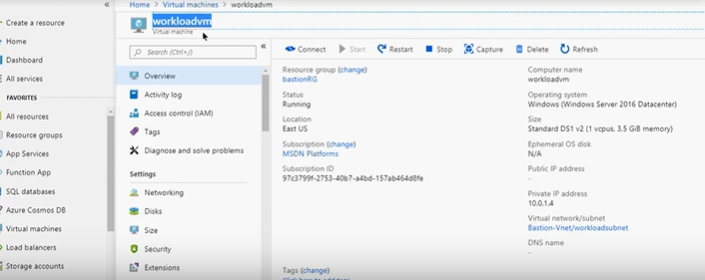 Home > Virtual machines > workloadvm
workloadvm
Virtual machine
Create a resource
Home
Dashboard
All services
FAVORITES
All resources
Resource groups
App Services
Function App
SQL databases
Azure Cosmos DB
Virtual machines
Load balancers
Storage accounts
Search (Ctrl+/)
Overview
Activity log
Access control (IAM)
Tags
Diagnose and solve problems
Settings
Networking
Disks
Size
Security
Extensions
Connect Start Restart Stop Capture Delete Refresh
Resource group (change)
bastionRG
Status
Running
Location
East US
Subscription (change)
MSDN Platforms
Subscription ID
97c3799f-2753-40b7-a4bd-157ab464d8fe
Tags (change)
Click here to add tags
Computer name
workloadvm
Operating system
Windows (Windows Server 2016 Datacenter)
Size
Standard DS1 v2 (1 vcpus, 3.5 GiB memory)
Ephemeral OS disk
N/A
Public IP address
-
Private IP address
10.0.1.4
Virtual network/subnet
Bastion-Vnet/workloadsubnet
DNS name
-